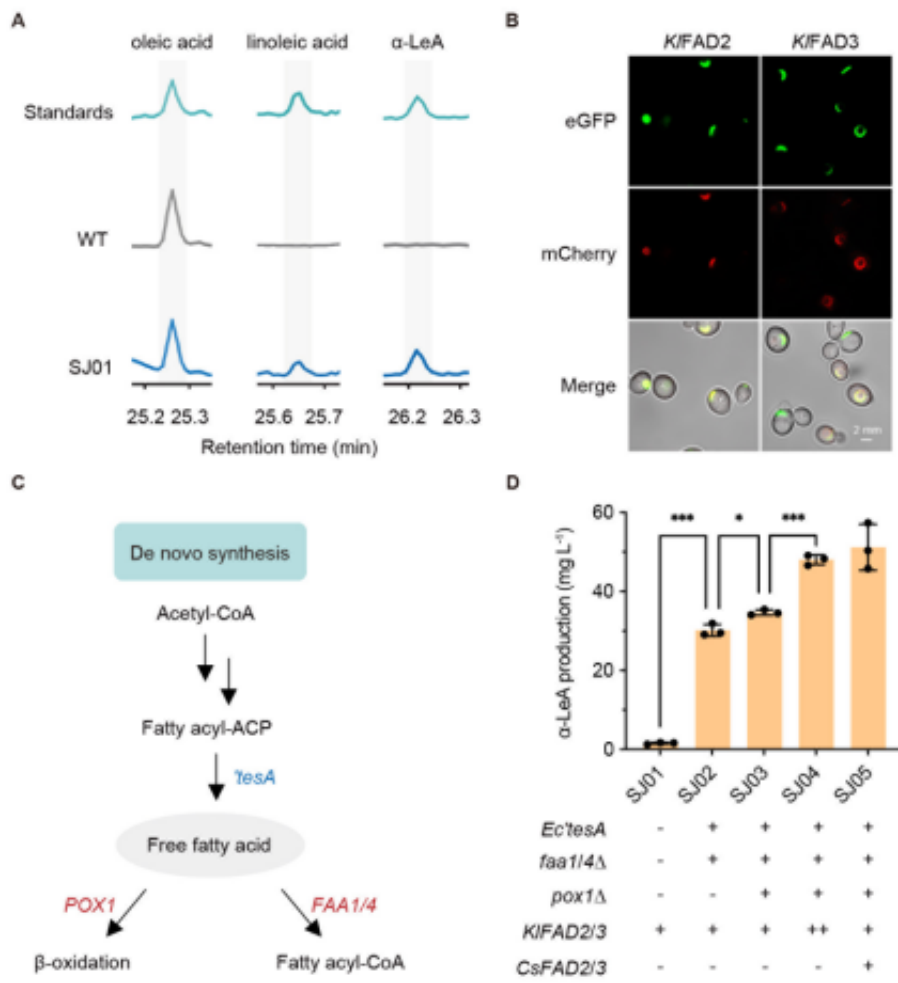 A
oleic acid linoleic acid α-LeA
Standards
WT
SJ01
25.2 25.3 25.6 25.7 26.2 26.3
Retention time (min)
B
KlFAD2 KlFAD3
eGFP
mCherry
Merge
2 mm
C
De novo synthesis
Acetyl-CoA
Fatty acyl-ACP
'tesA
Free fatty acid
POX1 FAA1/4
β-oxidation Fatty acyl-CoA
D
α-LeA production (mg L⁻¹)
60
40
20
0
*** * ***
SJ01 SJ02 SJ03 SJ04 SJ05
Ec'tesA - + + + +
faa1/4Δ - + + + +
pox1Δ - - + + +
KlFAD2/3 + + + ++ +
CsFAD2/3 - - - - +